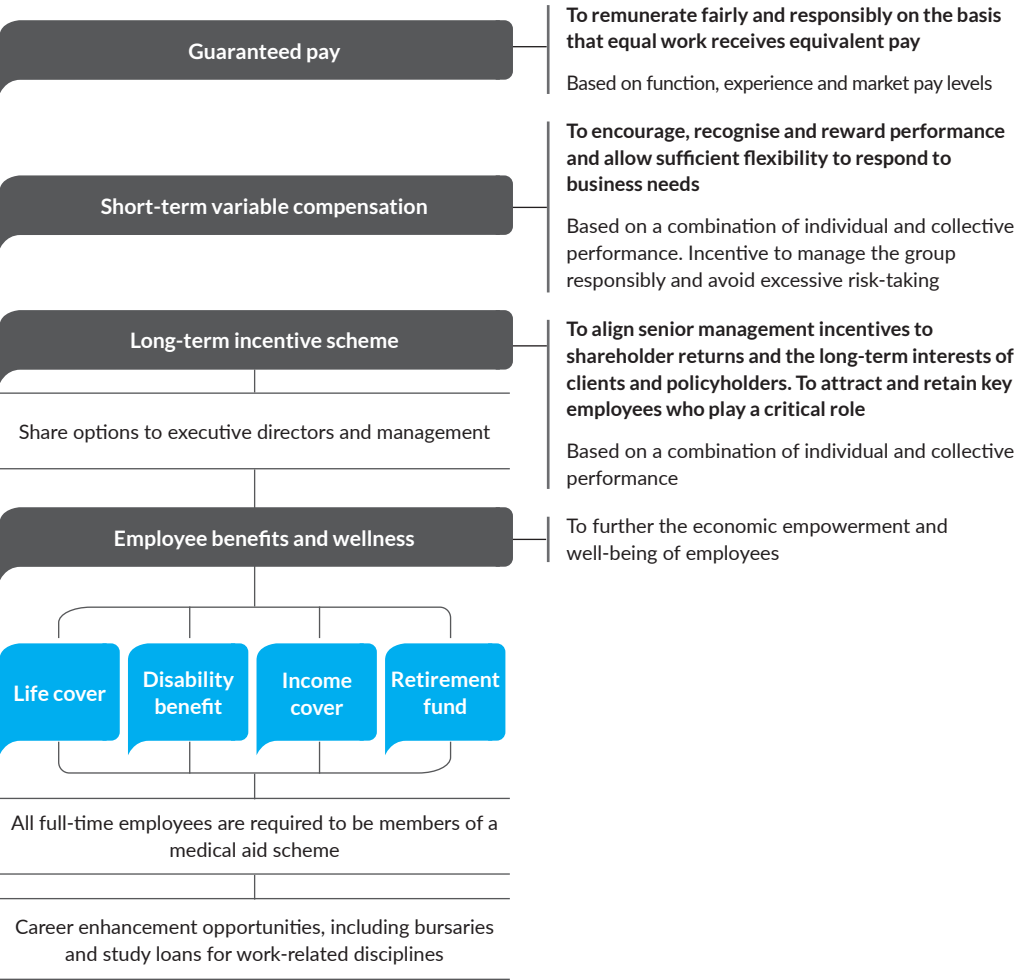 Guaranteed pay
To remunerate fairly and responsibly on the basis
that equal work receives equivalent pay
Based on function, experience and market pay levels
Short-term variable compensation
To encourage, recognise and reward performance
and allow sufficient flexibility to respond to
business needs
Based on a combination of individual and collective
performance. Incentive to manage the group
responsibly and avoid excessive risk-taking
Long-term incentive scheme
Share options to executive directors and management
To align senior management incentives to
shareholder returns and the long-term interests of
clients and policyholders. To attract and retain key
employees who play a critical role
Based on a combination of individual and collective
performance
Employee benefits and wellness
To further the economic empowerment and
well-being of employees
Life cover
Disability
benefit
Income
cover
Retirement
fund
All full-time employees are required to be members of a
medical aid scheme
Career enhancement opportunities, including bursaries
and study loans for work-related disciplines